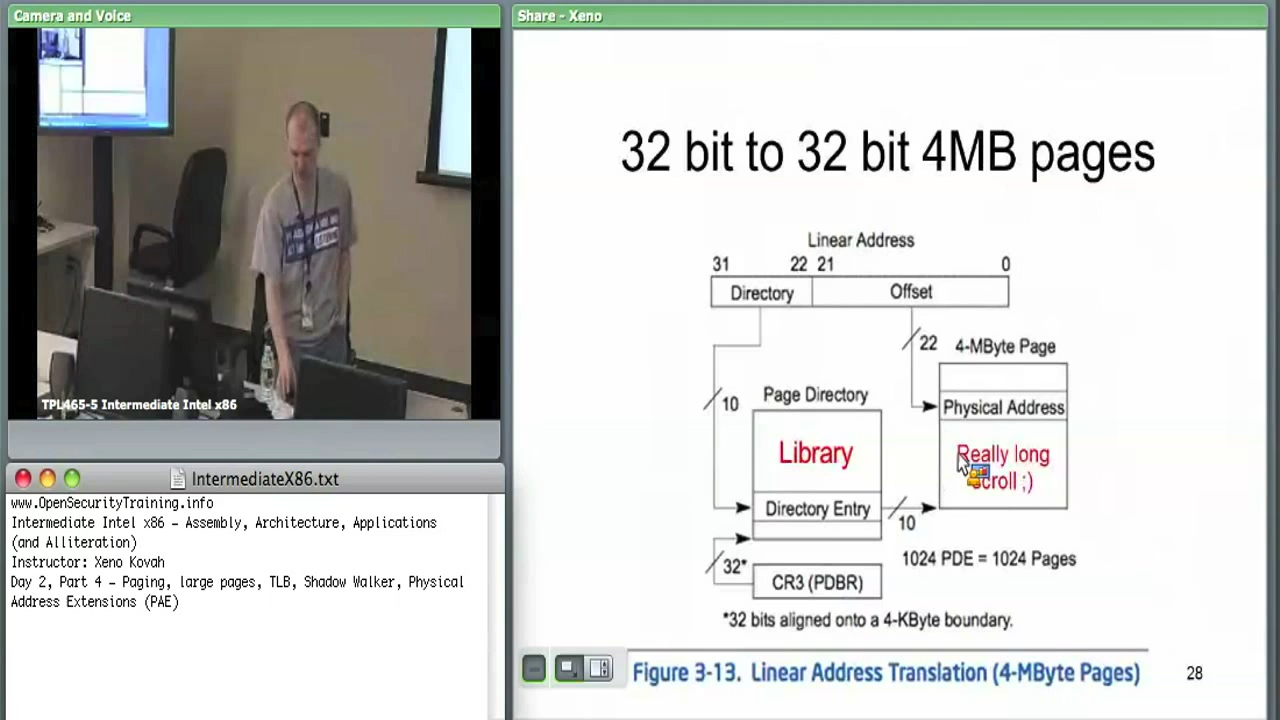 Camera and Voice
TPL465-5 Intermediate Intel x86
IntermediateX86.txt
www.OpenSecurityTraining.info
Intermediate Intel x86 – Assembly, Architecture, Applications
(and Alliteration)
Instructor: Xeno Kovah
Day 2, Part 4 – Paging, large pages, TLB, Shadow Walker, Physical
Address Extensions (PAE)
Share - Xeno
32 bit to 32 bit 4MB pages
Linear Address
31 22 21 0
Directory Offset
22 4-MByte Page
10 Page Directory
Physical Address
Library
Really long
scroll ;)
Directory Entry
10
32*
1024 PDE = 1024 Pages
CR3 (PDBR)
*32 bits aligned onto a 4-KByte boundary.
Figure 3-13. Linear Address Translation (4-MByte Pages)
28